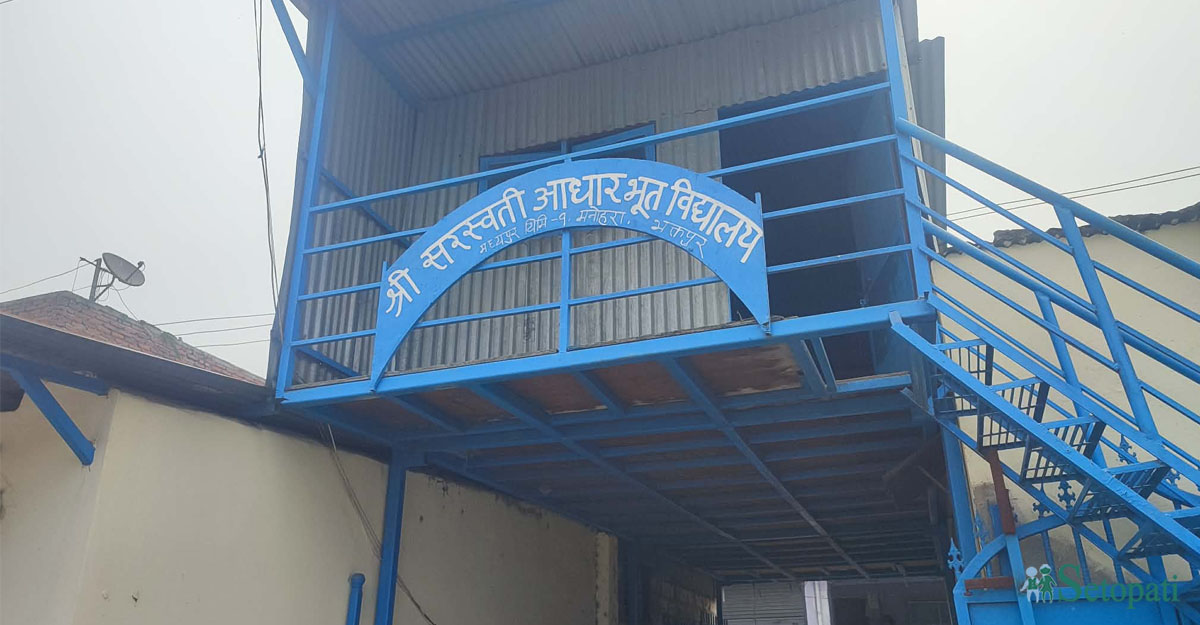 श्री सरस्वती आधारभूत विद्यालय
मध्यपुर थिमि-१ मनोहरा, भक्तपुर
Setopati